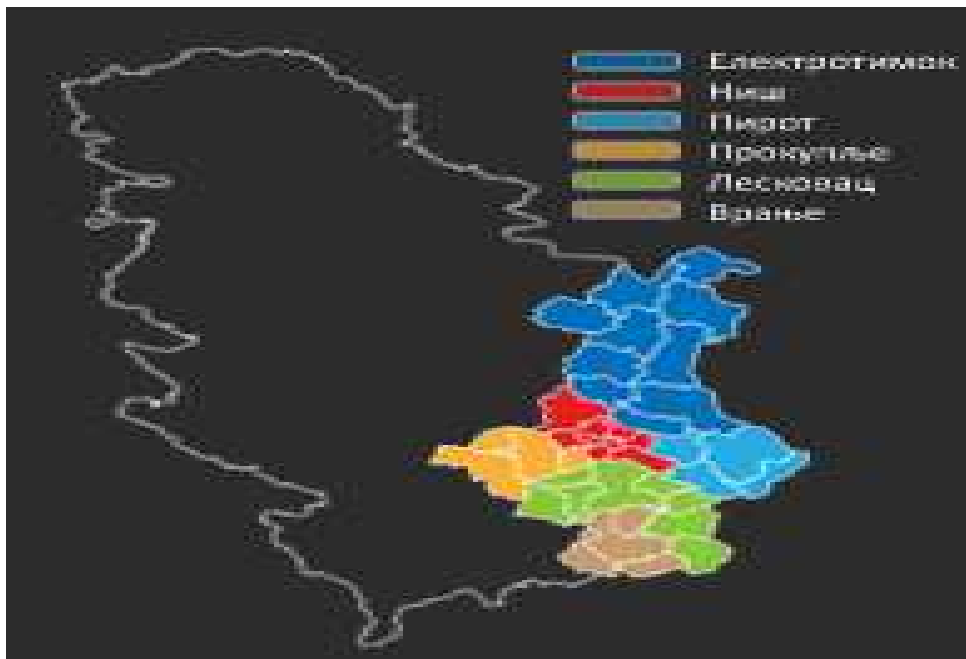 Електротимок
Ниш
Пирот
Прокупље
Лесковац
Врање